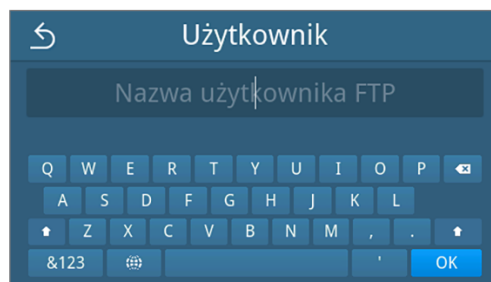 Użytkownik
Nazwa użytkownika FTP
Q W E R T Y U I O P
A S D F G H J K L
Z X C V B N M , .
&123 ' OK